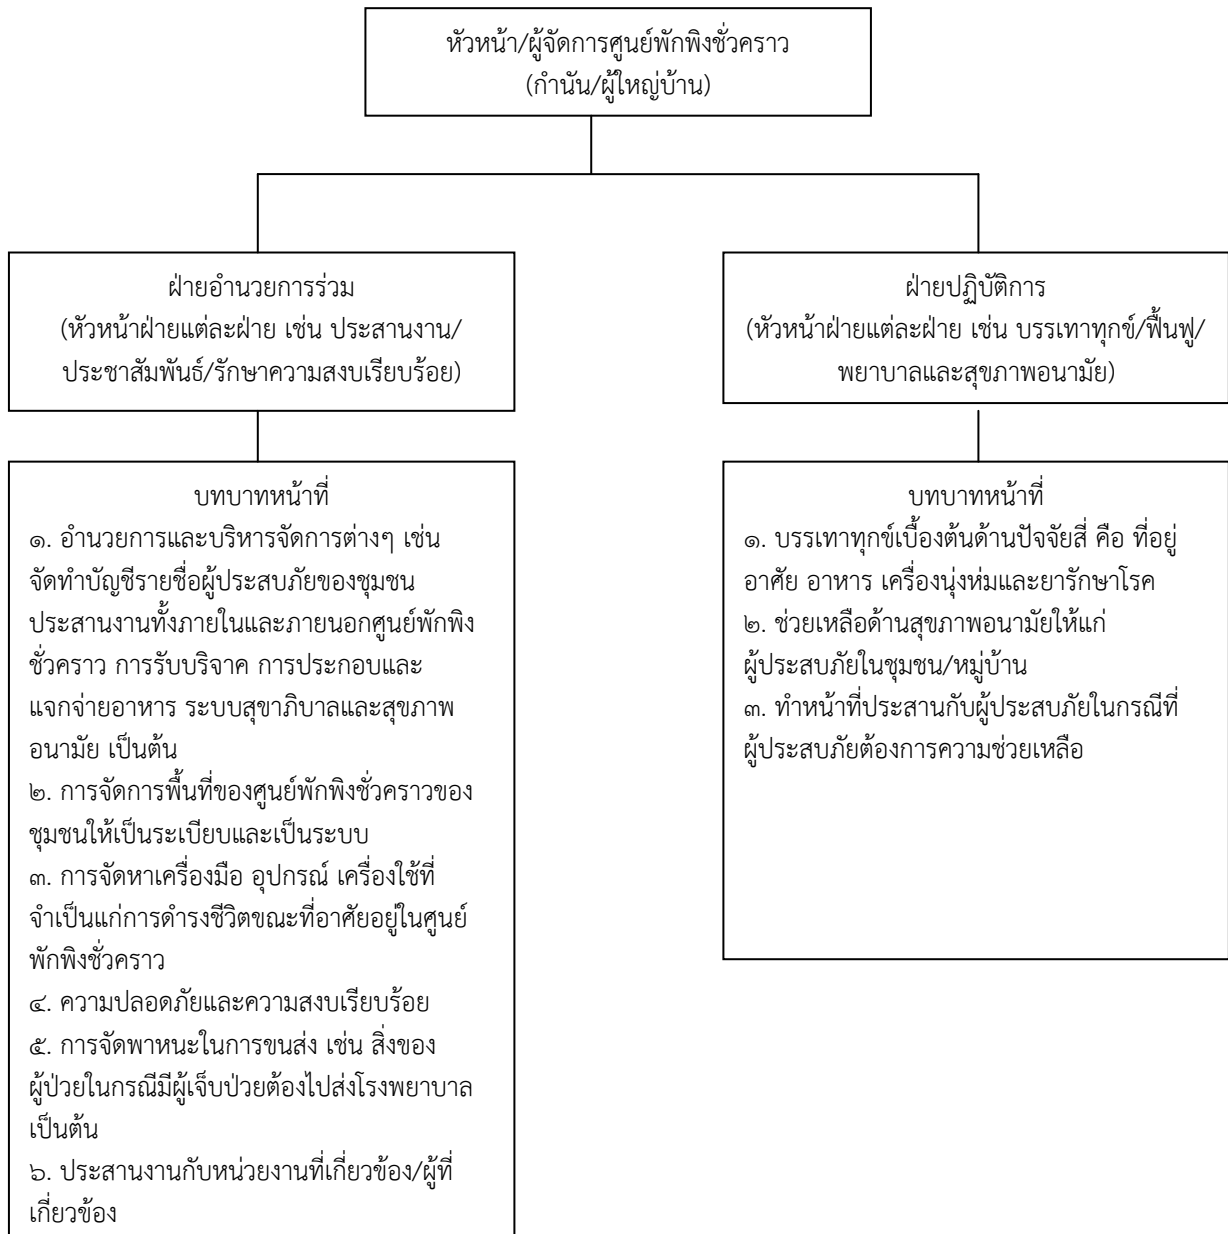 หัวหน้า/ผู้จัดการศูนย์พักพิงชั่วคราว
(กำนัน/ผู้ใหญ่บ้าน)
ฝ่ายอำนวยการร่วม
(หัวหน้าฝ่ายแต่ละฝ่าย เช่น ประสานงาน/
ประชาสัมพันธ์/รักษาความสงบเรียบร้อย)
ฝ่ายปฏิบัติการ
(หัวหน้าฝ่ายแต่ละฝ่าย เช่น บรรเทาทุกข์/ฟื้นฟู/
พยาบาลและสุขภาพอนามัย)
บทบาทหน้าที่
๑. อำนวยการและบริหารจัดการต่างๆ เช่น
จัดทำบัญชีรายชื่อผู้ประสบภัยของชุมชน
ประสานงานทั้งภายในและภายนอกศูนย์พักพิง
ชั่วคราว การรับบริจาค การประกอบและ
แจกจ่ายอาหาร ระบบสุขาภิบาลและสุขภาพ
อนามัย เป็นต้น
๒. การจัดการพื้นที่ของศูนย์พักพิงชั่วคราวของ
ชุมชนให้เป็นระเบียบและเป็นระบบ
๓. การจัดหาเครื่องมือ อุปกรณ์ เครื่องใช้ที่
จำเป็นแก่การดำรงชีวิตขณะที่อาศัยอยู่ในศูนย์
พักพิงชั่วคราว
๔. ความปลอดภัยและความสงบเรียบร้อย
๕. การจัดพาหนะในการขนส่ง เช่น สิ่งของ
ผู้ป่วยในกรณีมีผู้เจ็บป่วยต้องไปส่งโรงพยาบาล
เป็นต้น
๖. ประสานงานกับหน่วยงานที่เกี่ยวข้อง/ผู้ที่
เกี่ยวข้อง
บทบาทหน้าที่
๑. บรรเทาทุกข์เบื้องต้นด้านปัจจัยสี่ คือ ที่อยู่
อาศัย อาหาร เครื่องนุ่งห่มและยารักษาโรค
๒. ช่วยเหลือด้านสุขภาพอนามัยให้แก่
ผู้ประสบภัยในชุมชน/หมู่บ้าน
๓. ทำหน้าที่ประสานกับผู้ประสบภัยในกรณีที่
ผู้ประสบภัยต้องการความช่วยเหลือ